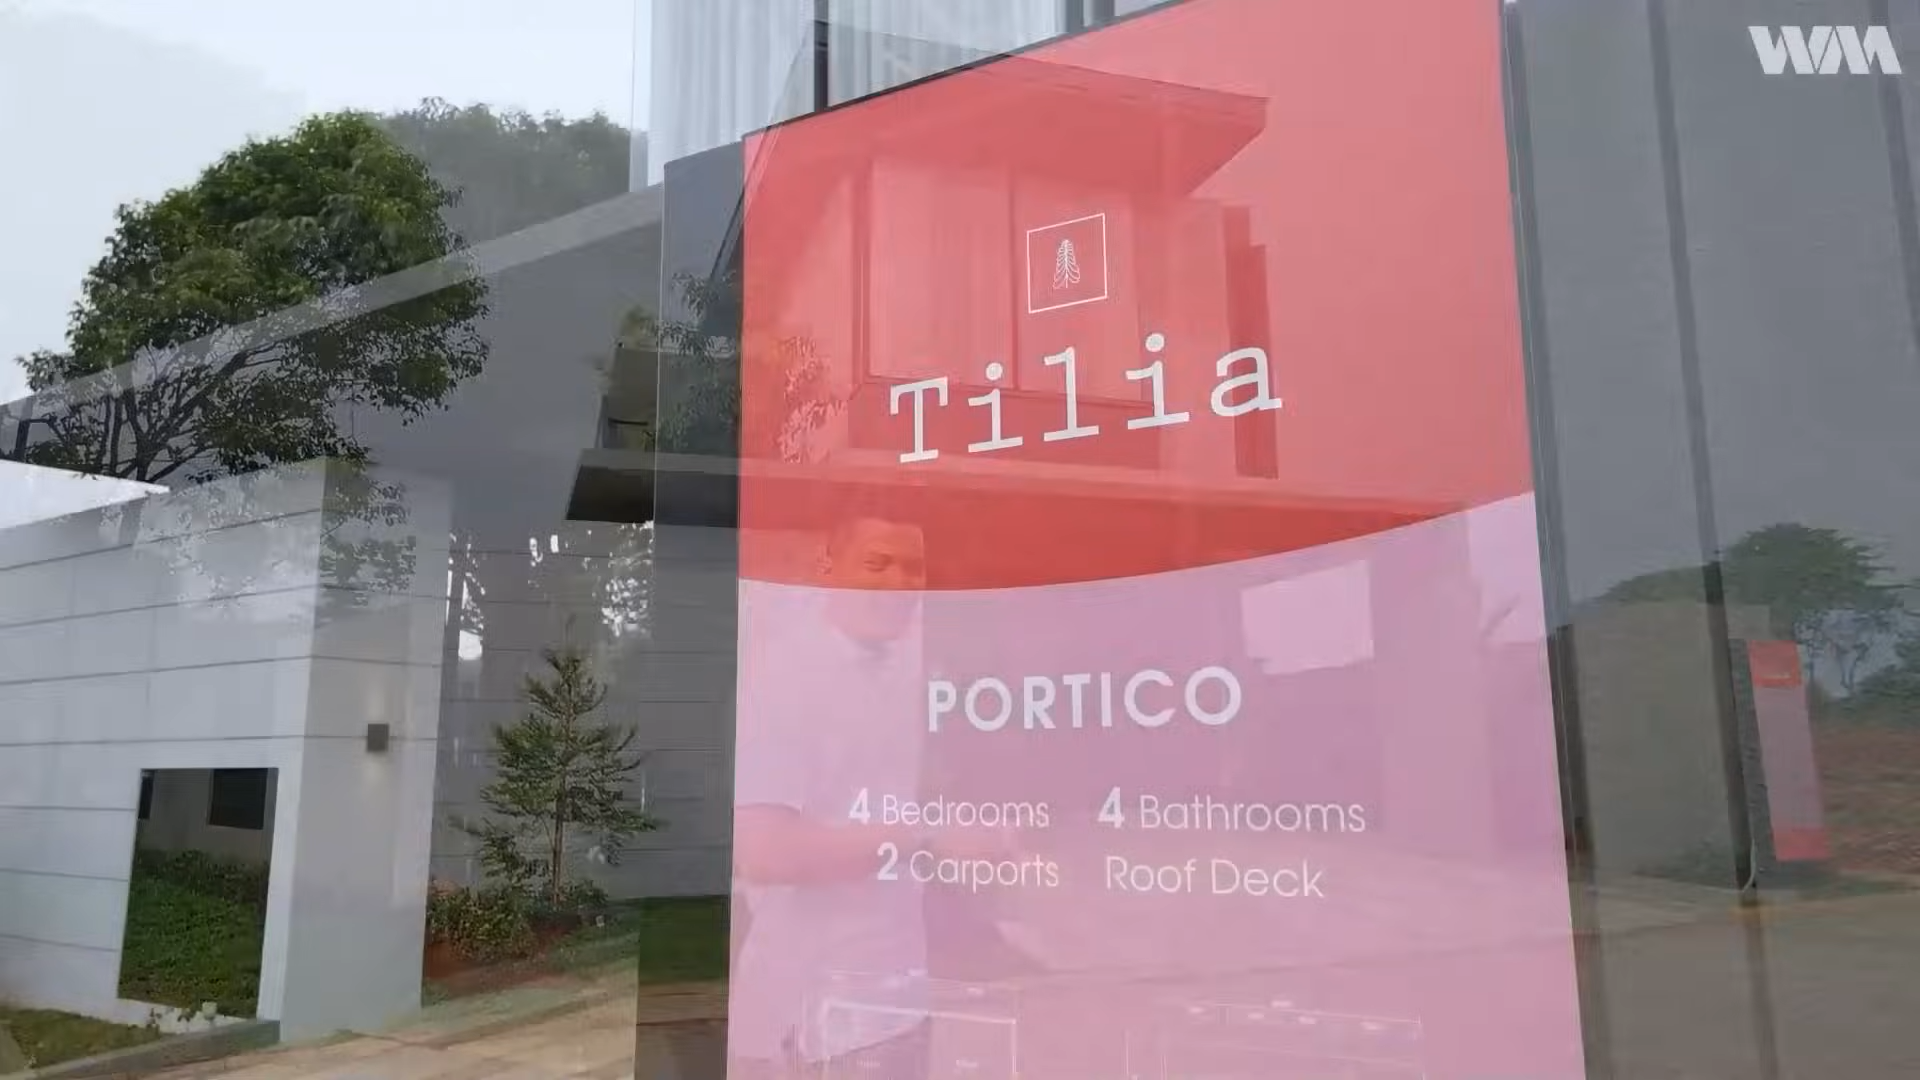 WM
Tilia
PORTICO
4 Bedrooms 4 Bathrooms
2 Carports Roof Deck